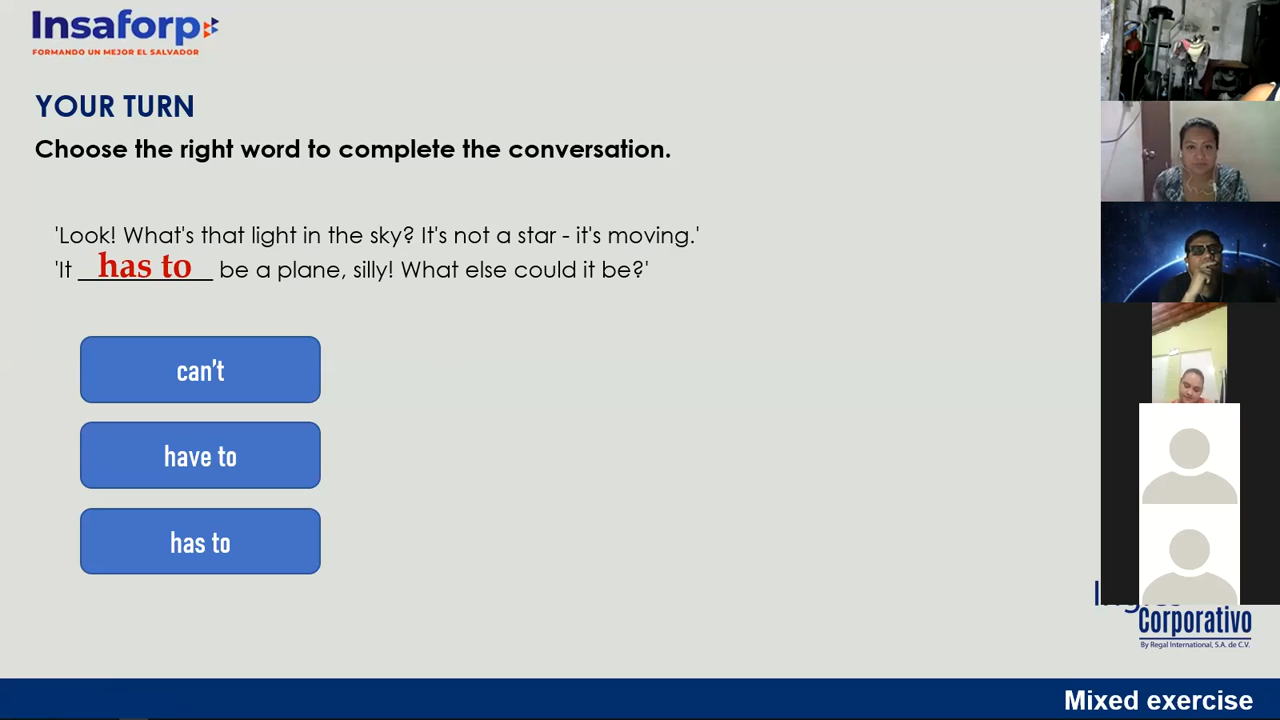 Insaforp
FORMANDO UN MEJOR EL SALVADOR
YOUR TURN
Choose the right word to complete the conversation.
'Look! What's that light in the sky? It's not a star - it's moving.'
'It has to be a plane, silly! What else could it be?'
can't
have to
has to
Corporativo
By Regal International, S.A. de C.V.
Mixed exercise